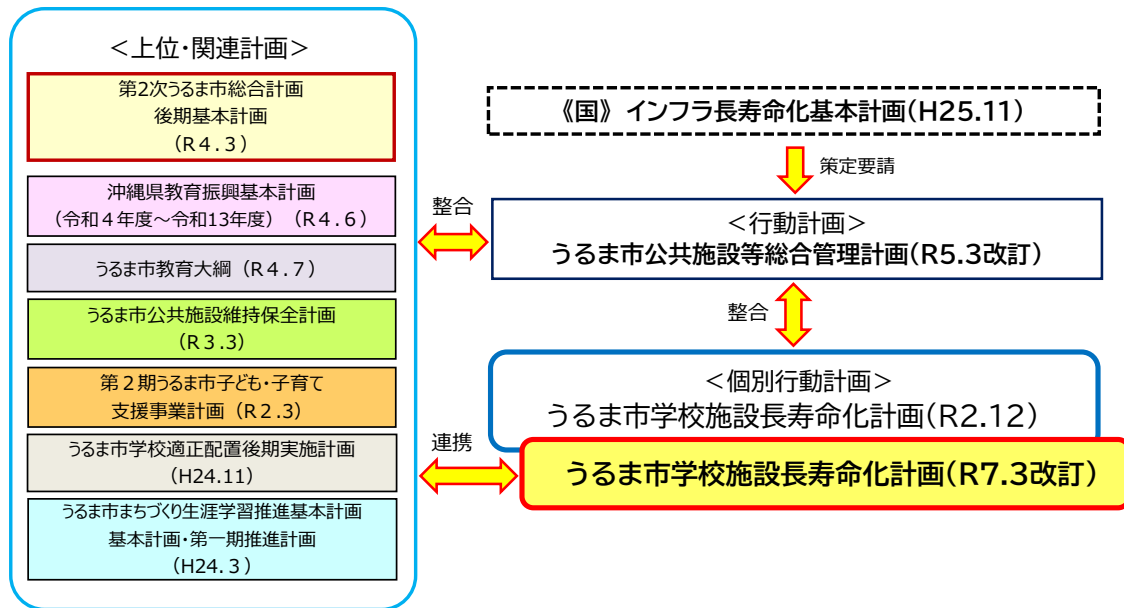 ＜上位・関連計画＞
第2次うるま市総合計画
後期基本計画
（R４.３）
沖縄県教育振興基本計画
（令和４年度～令和13年度）（R４.６）
うるま市教育大綱（R４.７）
うるま市公共施設維持保全計画
（R３.３）
第２期うるま市子ども・子育て
支援事業計画（R２.３）
うるま市学校適正配置後期実施計画
（H24.11）
うるま市まちづくり生涯学習推進基本計画
基本計画・第一期推進計画
（H24.３）
整合
連携
《国》インフラ長寿命化基本計画(H25.11)
策定要請
＜行動計画＞
うるま市公共施設等総合管理計画(R5.3改訂)
整合
＜個別行動計画＞
うるま市学校施設長寿命化計画(R2.12)
うるま市学校施設長寿命化計画(R7.3改訂)